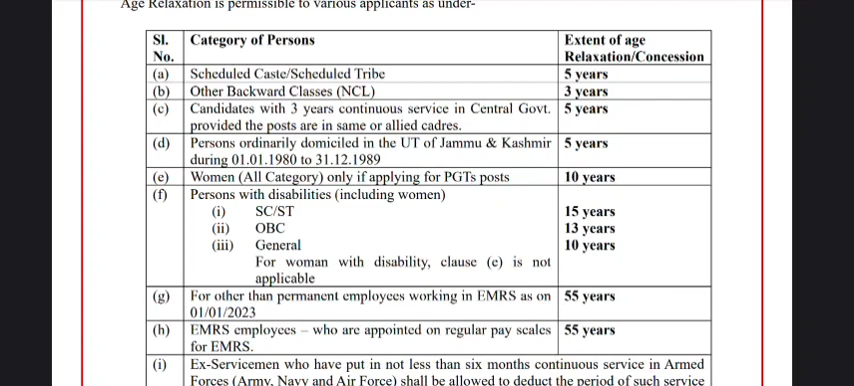 Age Relaxation is permissible to various applicants as under-
Sl. No. Category of Persons Extent of age Relaxation/Concession
(a) Scheduled Caste/Scheduled Tribe 5 years
(b) Other Backward Classes (NCL) 3 years
(c) Candidates with 3 years continuous service in Central Govt. 5 years
provided the posts are in same or allied cadres.
(d) Persons ordinarily domiciled in the UT of Jammu & Kashmir 5 years
during 01.01.1980 to 31.12.1989
(e) Women (All Category) only if applying for PGTs posts 10 years
(f) Persons with disabilities (including women)
(i) SC/ST 15 years
(ii) OBC 13 years
(iii) General 10 years
For woman with disability, clause (e) is not
applicable
(g) For other than permanent employees working in EMRS as on 55 years
01/01/2023
(h) EMRS employees – who are appointed on regular pay scales 55 years
for EMRS.
(i) Ex-Servicemen who have put in not less than six months continuous service in Armed
Forces (Army, Navy and Air Force) shall be allowed to deduct the period of such service